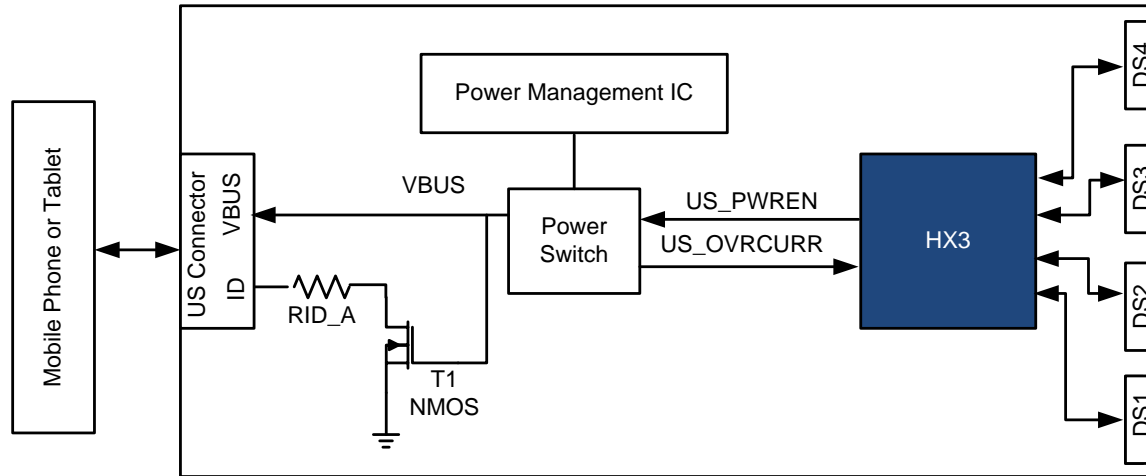 Mobile Phone or Tablet
US Connector
VBUS
ID
RID_A
T1
NMOS
VBUS
Power Management IC
Power
Switch
US_PWREN
US_OVRCURR
HX3
DS4
DS3
DS2
DS1